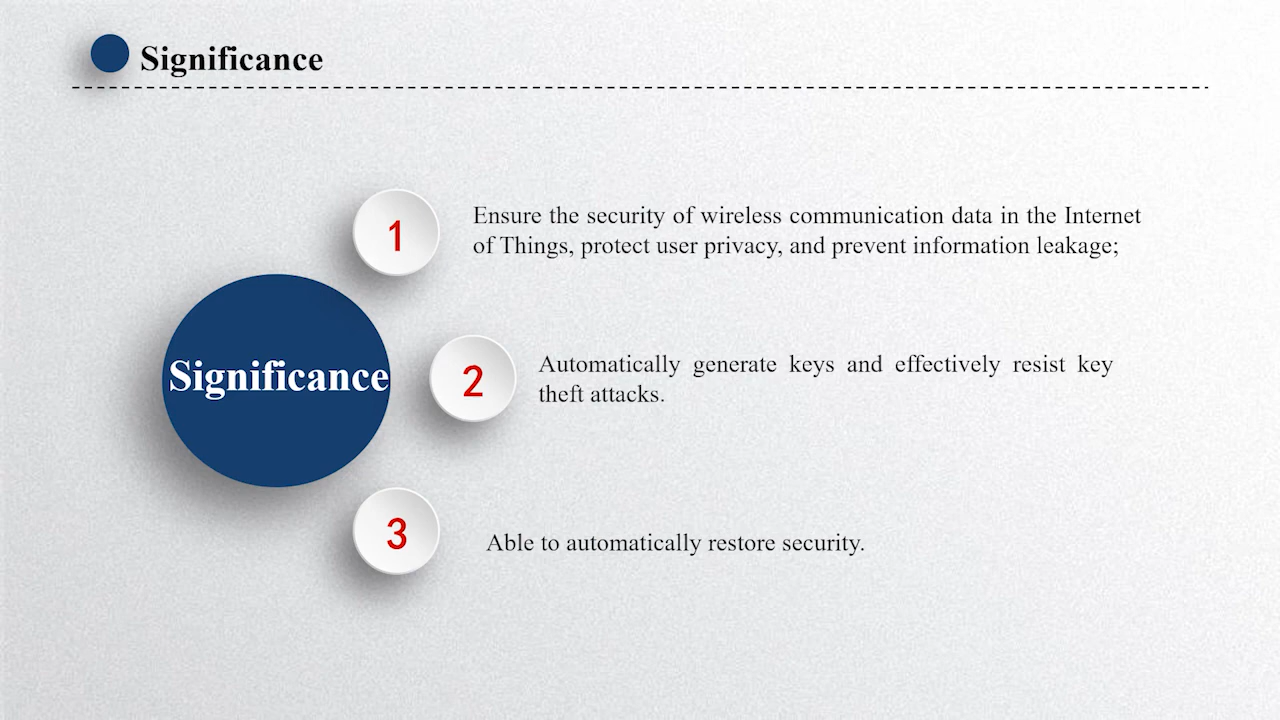 Significance
1
Ensure the security of wireless communication data in the Internet
of Things, protect user privacy, and prevent information leakage;
Significance
2
Automatically generate keys and effectively resist key
theft attacks.
3
Able to automatically restore security.